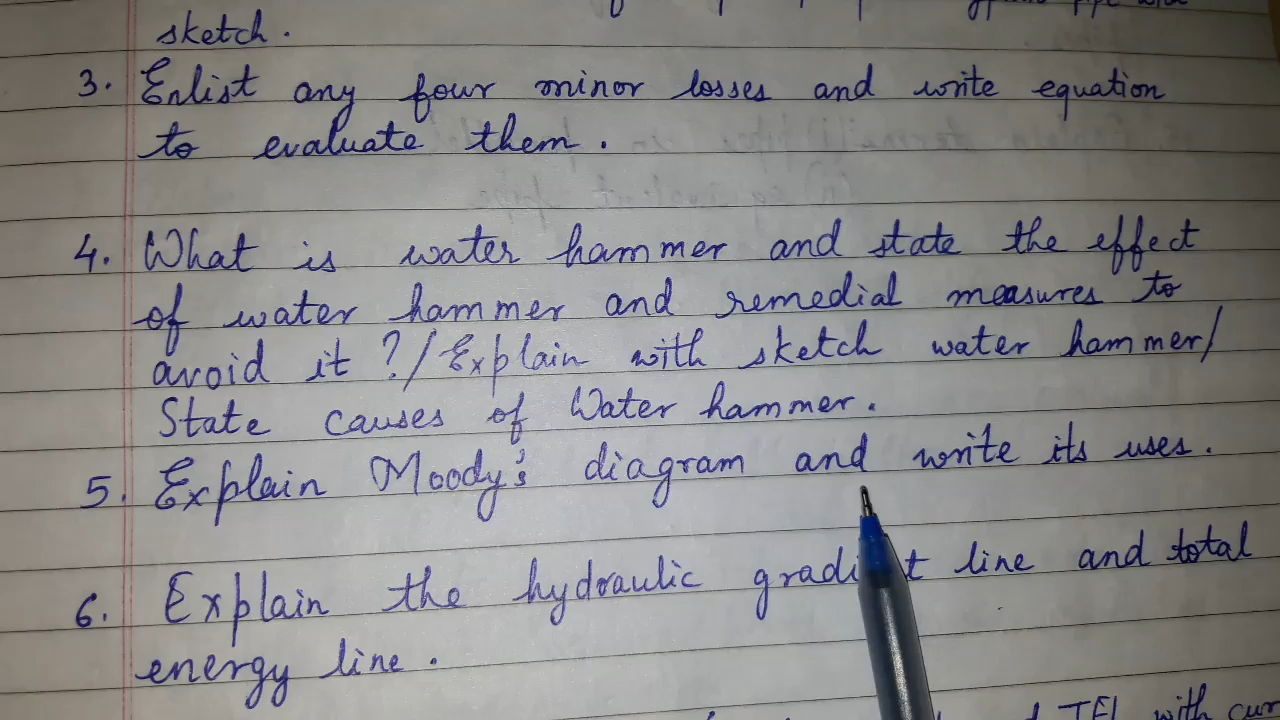 sketch.
3. Enlist any four minor losses and write equation
to evaluate them.
4. What is water hammer and state the effect
of water hammer and remedial measures to
avoid it ? / Explain with sketch water hammer/
State causes of Water hammer.
5. Explain Moody's diagram and write its uses.
6. Explain the hydraulic line and total
energy line.
TEL with